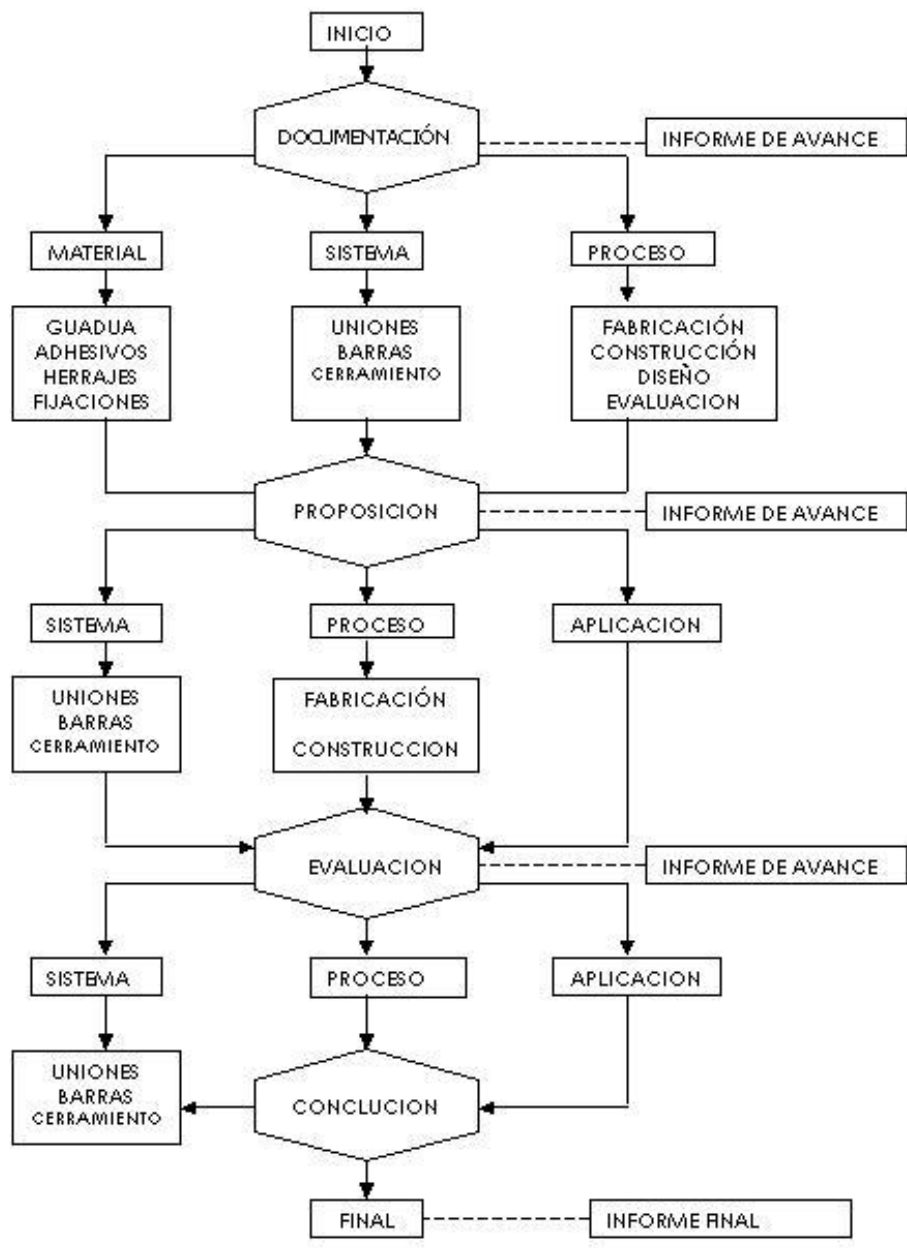 INICIO
DOCUMENTACIÓN
INFORME DE AVANCE
MATERIAL
SISTEMA
PROCESO
GUADUA
ADHESIVOS
HERRAJES
FIJACIONES
UNIONES
BARRAS
CERRAMIENTO
FABRICACIÓN
CONSTRUCCIÓN
DISEÑO
EVALUACION
PROPOSICION
INFORME DE AVANCE
SISTEMA
PROCESO
APLICACION
UNIONES
BARRAS
CERRAMIENTO
FABRICACIÓN
CONSTRUCCION
EVALUACION
INFORME DE AVANCE
SISTEMA
PROCESO
APLICACION
UNIONES
BARRAS
CERRAMIENTO
CONCLUCION
FINAL
INFORME FINAL